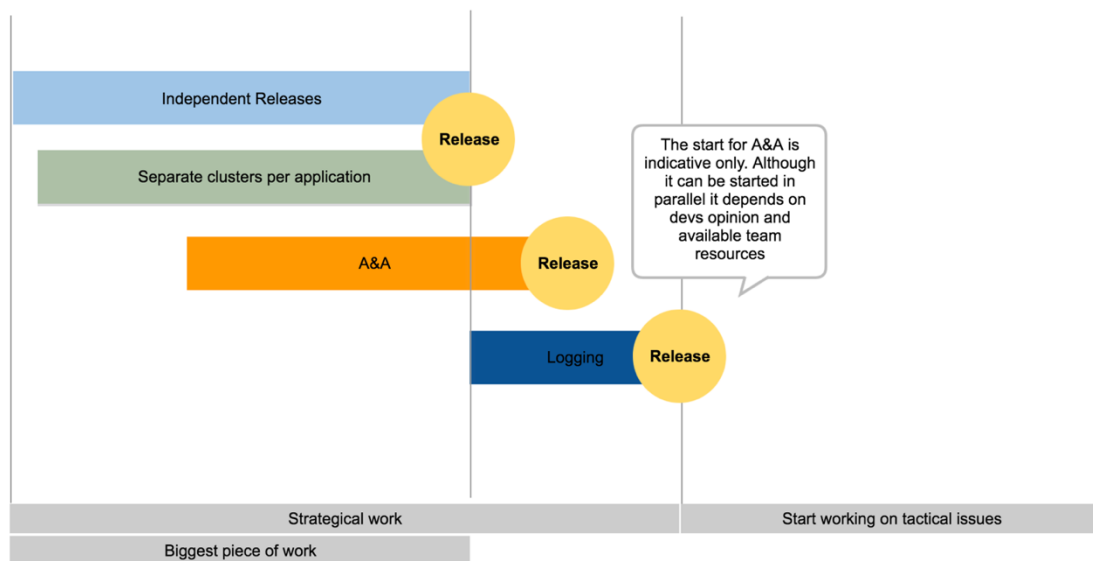 Independent Releases
Release
Separate clusters per application
The start for A&A is
indicative only. Although
it can be started in
parallel it depends on
devs opinion and
available team
resources
A&A
Release
Logging
Release
Strategical work
Start working on tactical issues
Biggest piece of work